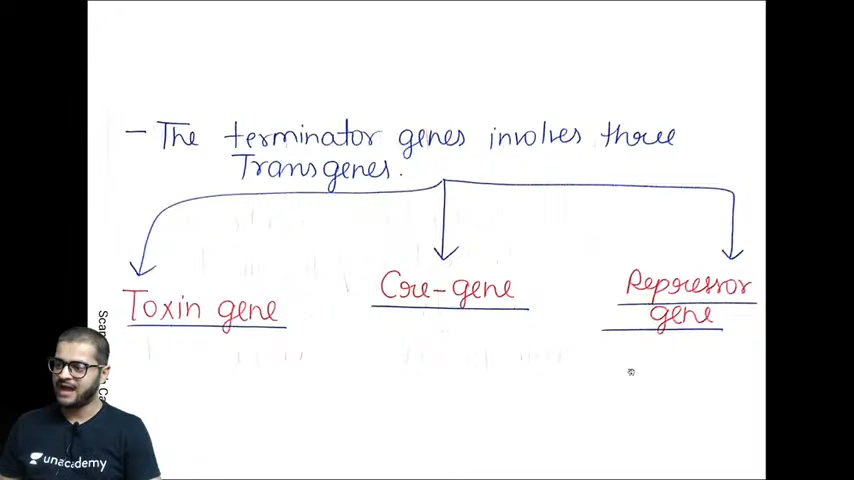 - The terminator genes involves three
Transgenes.
Toxin gene
Cre-gene
Repressor
gene
unacademy